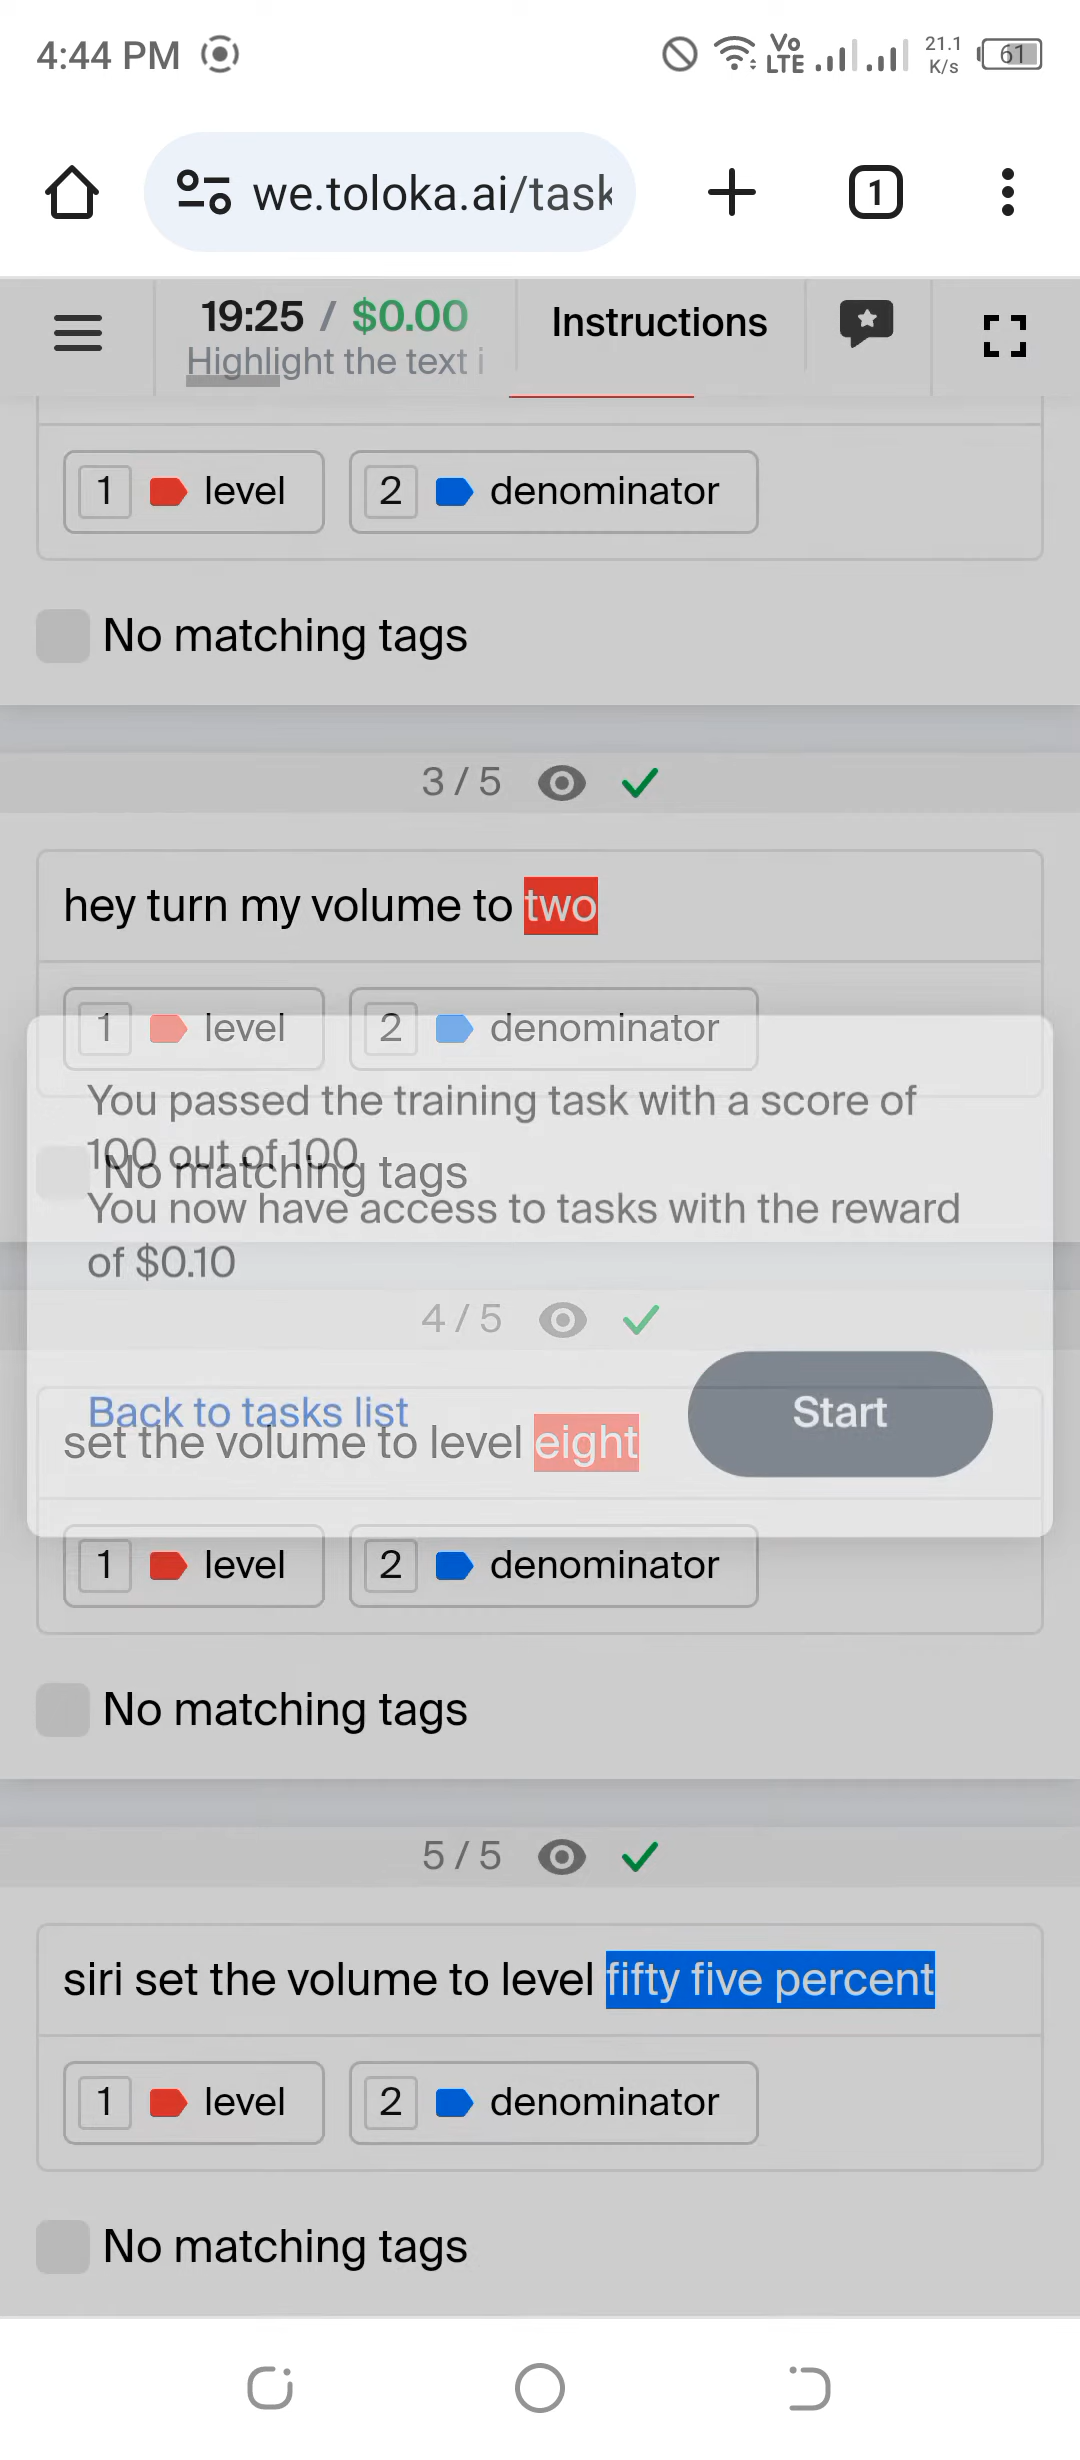 4:44 PM
Vo
LTE
21.1
K/s
61
we.toloka.ai/task
1
19:25 / $0.00
Highlight the text i
Instructions
1 level 2 denominator
No matching tags
3 / 5
hey turn my volume to two
1 level 2 denominator
You passed the training task with a score of
100 out of 100
No matching tags
You now have access to tasks with the reward
of $0.10
4 / 5
Back to tasks list
Start
set the volume to level eight
1 level 2 denominator
No matching tags
5 / 5
siri set the volume to level fifty five percent
1 level 2 denominator
No matching tags